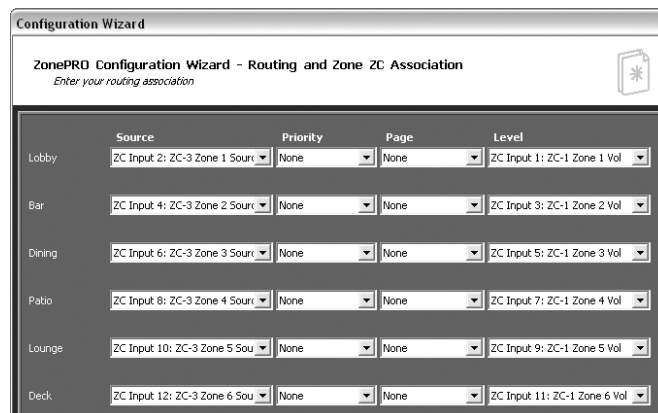 Configuration Wizard
ZonePRO Configuration Wizard - Routing and Zone ZC Association
Enter your routing association
Source Priority Page Level
Lobby ZC Input 2: ZC-3 Zone 1 Sour None None ZC Input 1: ZC-1 Zone 1 Vol
Bar ZC Input 4: ZC-3 Zone 2 Sour None None ZC Input 3: ZC-1 Zone 2 Vol
Dining ZC Input 6: ZC-3 Zone 3 Sour None None ZC Input 5: ZC-1 Zone 3 Vol
Patio ZC Input 8: ZC-3 Zone 4 Sour None None ZC Input 7: ZC-1 Zone 4 Vol
Lounge ZC Input 10: ZC-3 Zone 5 Sou None None ZC Input 9: ZC-1 Zone 5 Vol
Deck ZC Input 12: ZC-3 Zone 6 Sou None None ZC Input 11: ZC-1 Zone 6 Vol